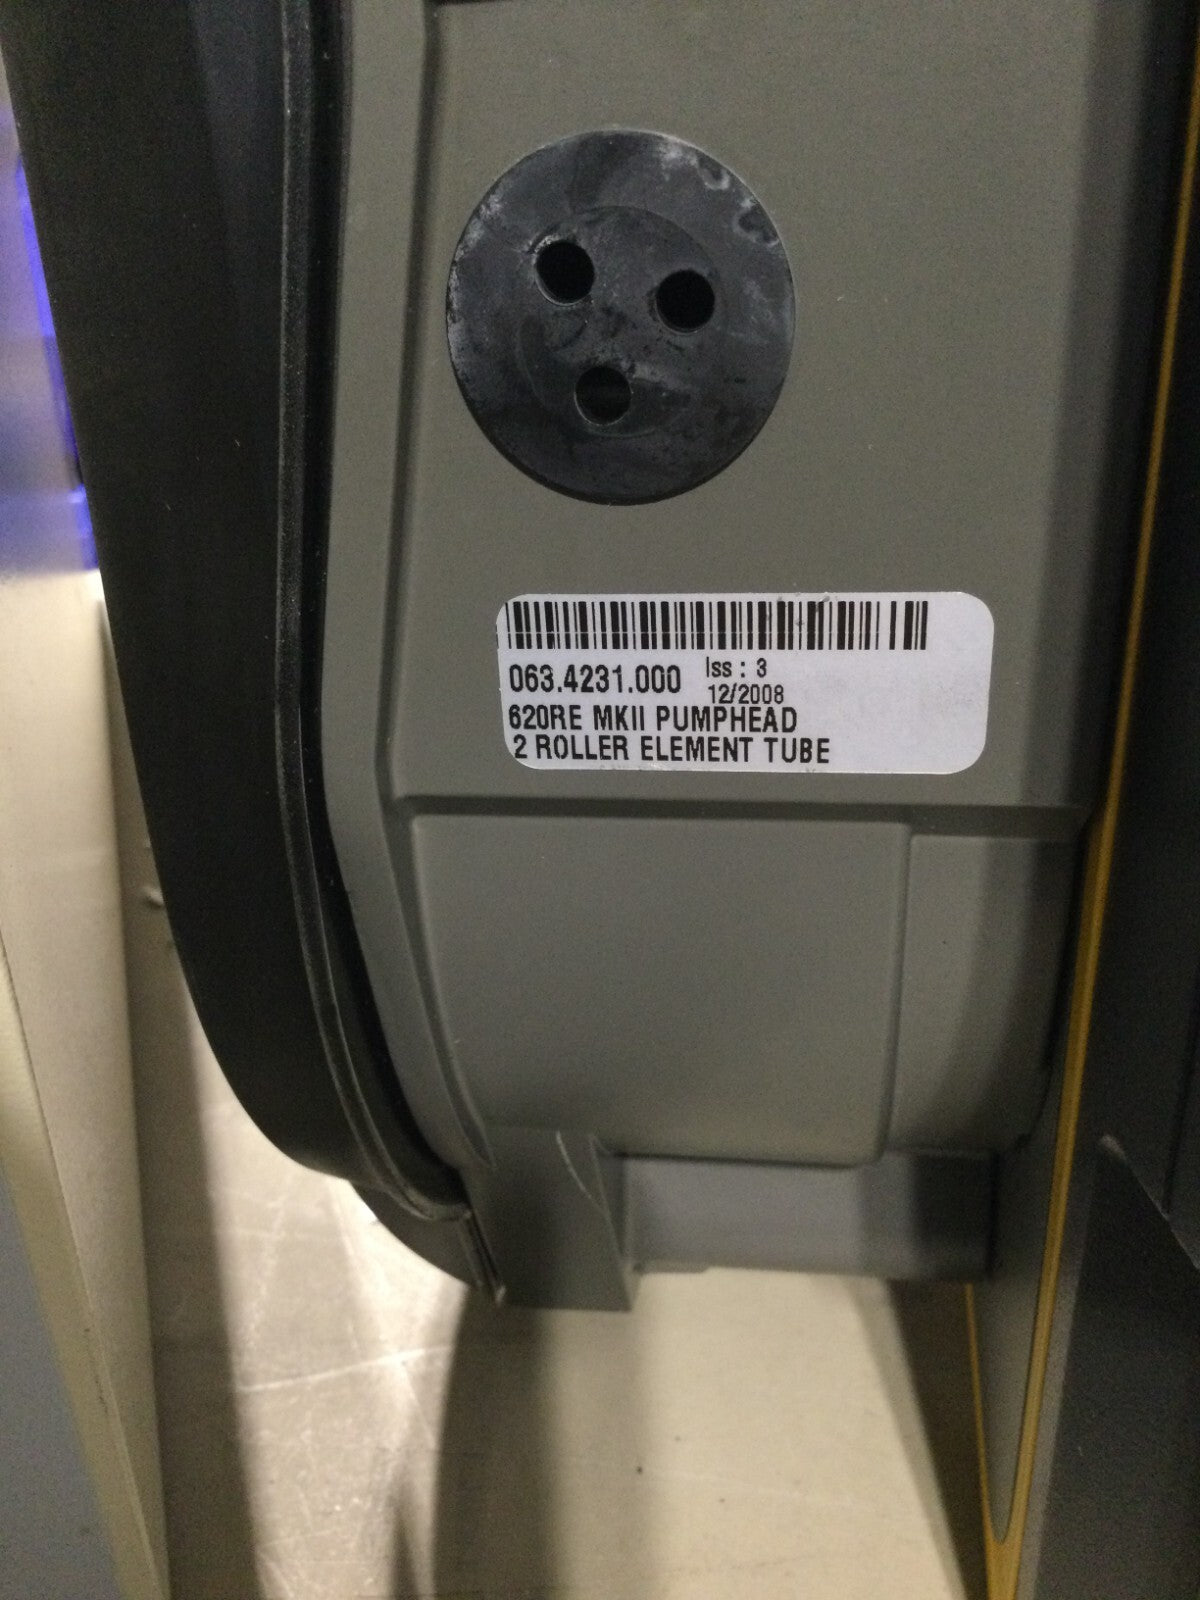 063.4231.000 Iss : 3
12/2008
620RE MKII PUMPHEAD
2 ROLLER ELEMENT TUBE